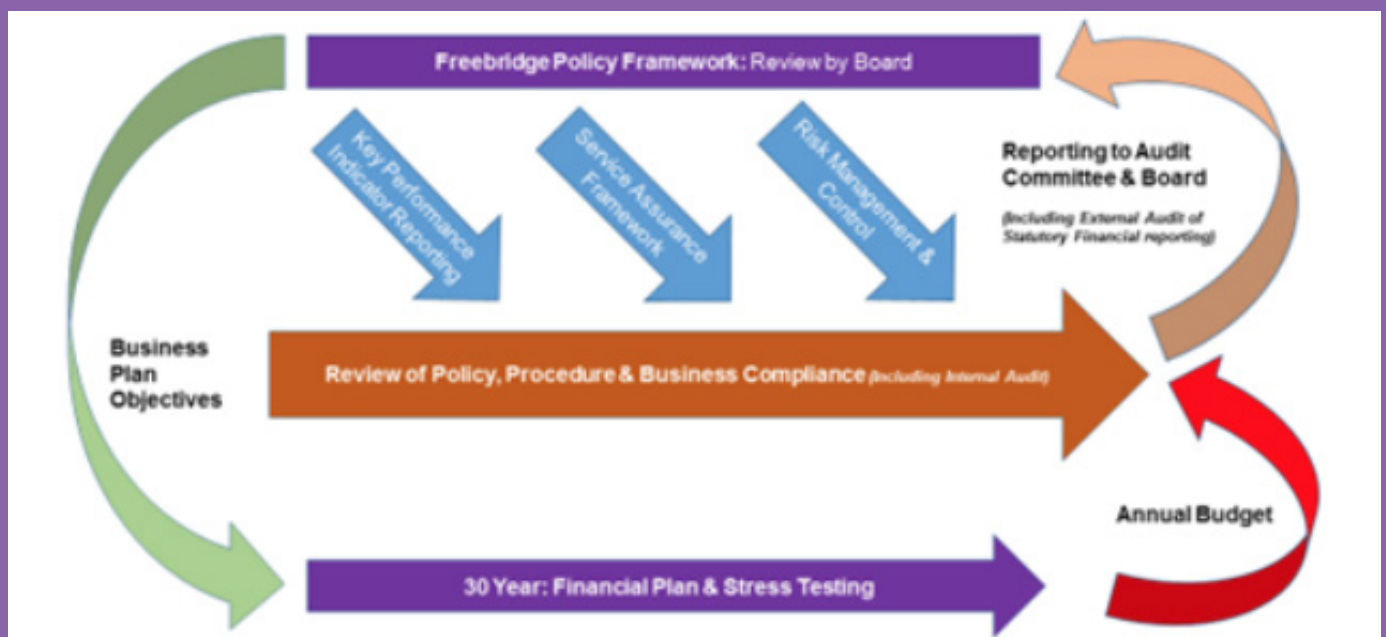 Freebridge Policy Framework: Review by Board
Key Performance
Indicator Reporting
Service Assurance
Framework
Risk Management &
Control
Reporting to Audit
Committee & Board
(Including External Audit of
Statutory Financial reporting)
Business
Plan
Objectives
Review of Policy, Procedure & Business Compliance (Including Internal Audit)
Annual Budget
30 Year: Financial Plan & Stress Testing